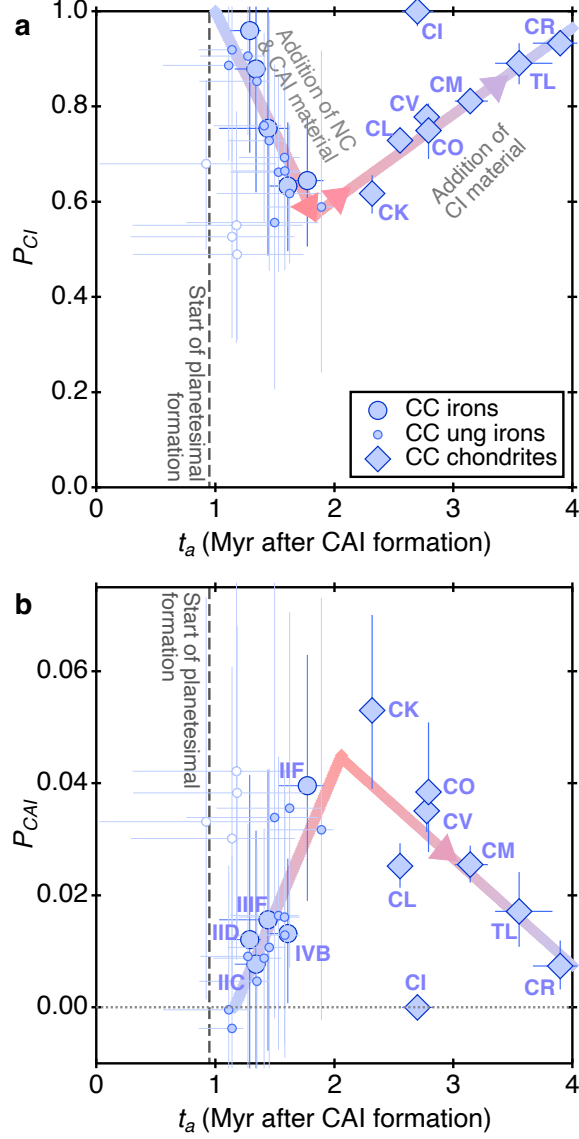 a
1.0
0.8
0.6
0.4
0.2
0.0
P_CI
Addition of NC
& CAI material
CI
CR
TL
CM
CV
CL
CO
CK
Addition of
CI material
Start of planetesimal
formation
CC irons
CC ung irons
CC chondrites
0
1
2
3
4
t_a (Myr after CAI formation)
b
0.06
0.04
0.02
0.00
P_CAI
Start of planetesimal
formation
CK
IIF
CO
CV
CM
CL
IIIF
IID
IVB
IIC
TL
CR
CI
0
1
2
3
4
t_a (Myr after CAI formation)